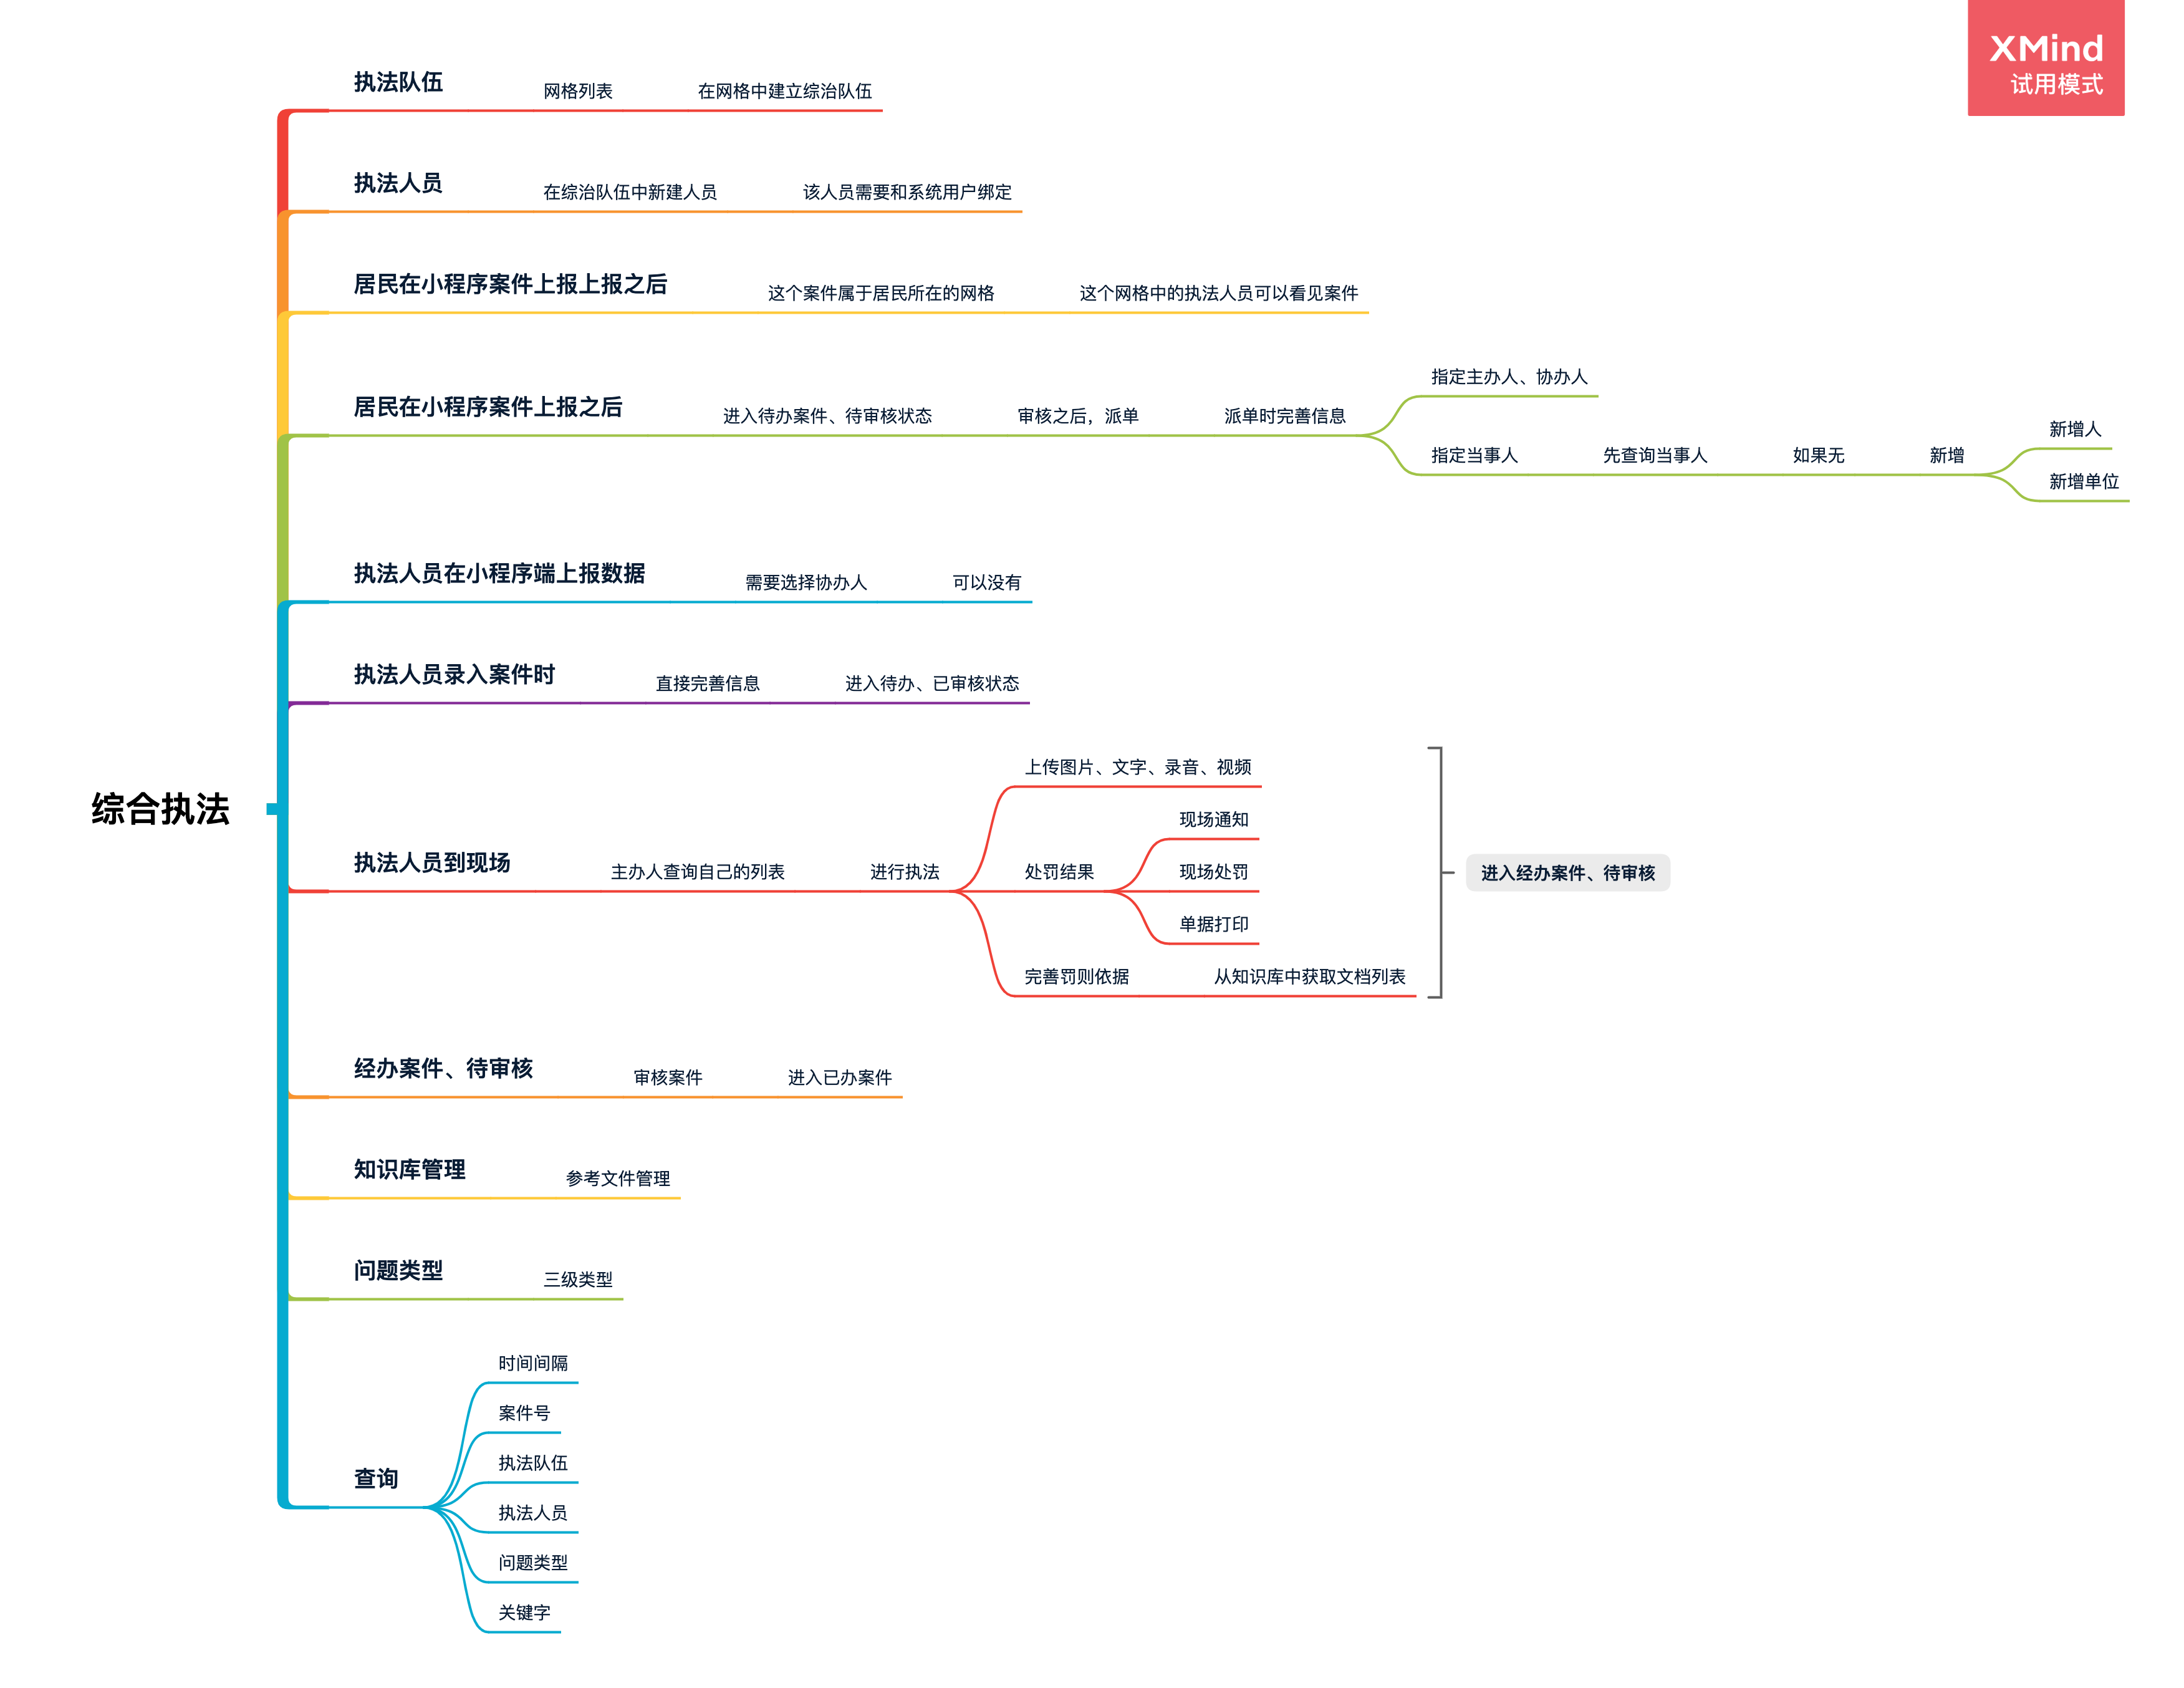 XMind
试用模式
执法队伍
网格列表
在网格中建立综治队伍
执法人员
在综治队伍中新建人员
该人员需要和系统用户绑定
居民在小程序案件上报上报之后
这个案件属于居民所在的网格
这个网格中的执法人员可以看见案件
居民在小程序案件上报之后
进入待办案件、待审核状态
审核之后，派单
派单时完善信息
指定主办人、协办人
指定当事人
先查询当事人
如果无
新增
新增人
新增单位
执法人员在小程序端上报数据
需要选择协办人
可以没有
执法人员录入案件时
直接完善信息
进入待办、已审核状态
综合执法
执法人员到现场
主办人查询自己的列表
进行执法
上传图片、文字、录音、视频
处罚结果
现场通知
现场处罚
单据打印
完善罚则依据
从知识库中获取文档列表
进入经办案件、待审核
经办案件、待审核
审核案件
进入已办案件
知识库管理
参考文件管理
问题类型
三级类型
查询
时间间隔
案件号
执法队伍
执法人员
问题类型
关键字